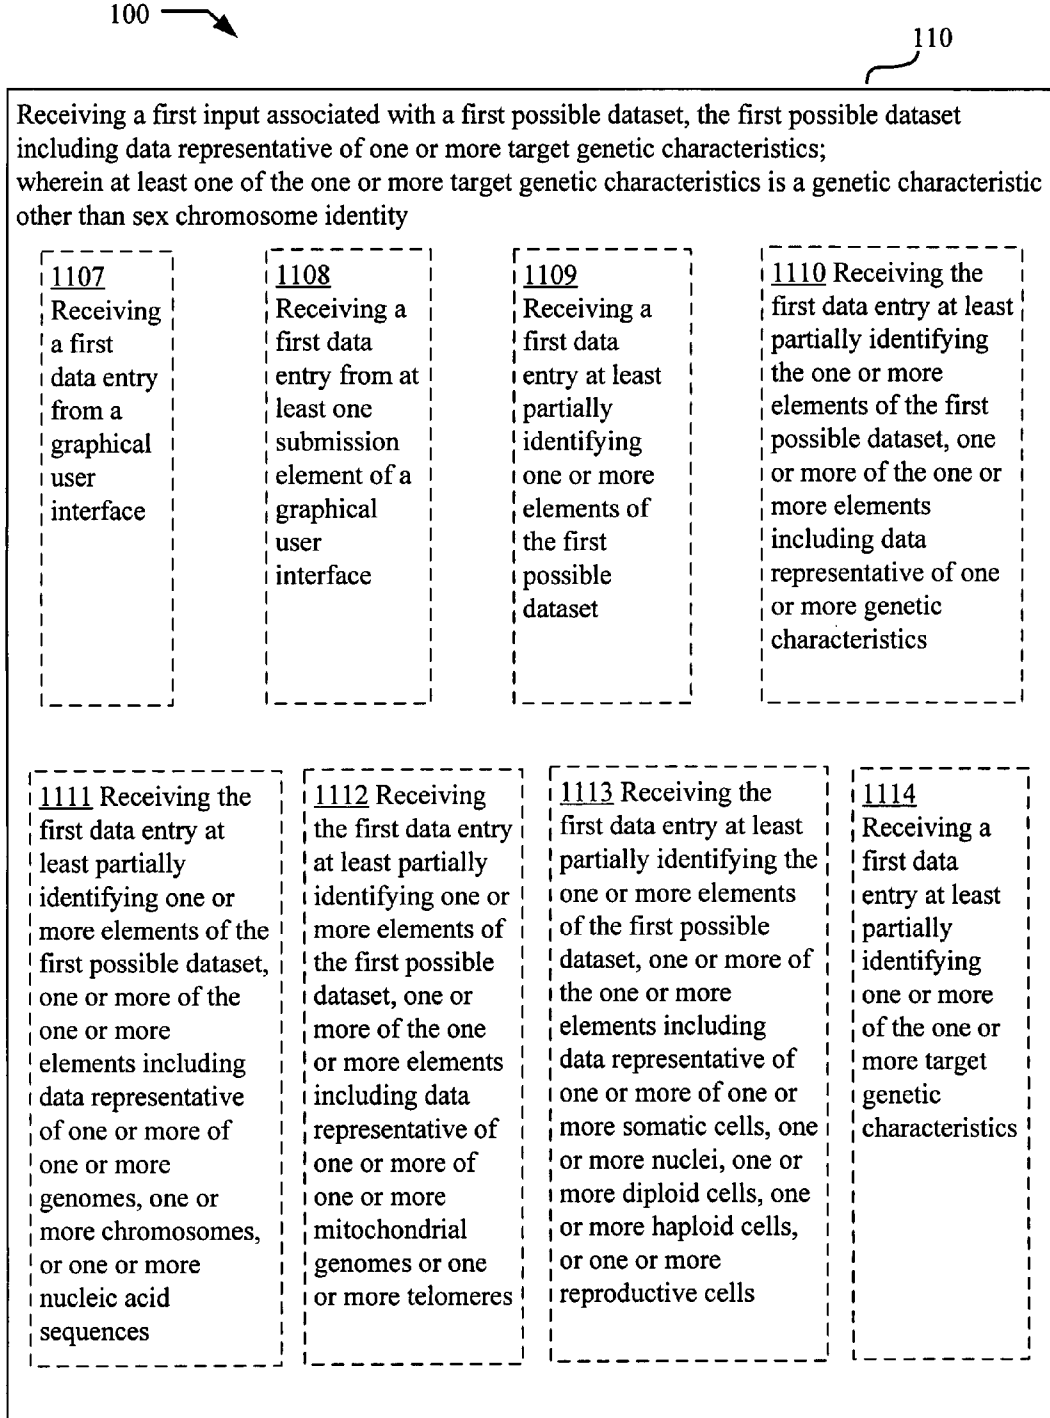 100
110
Receiving a first input associated with a first possible dataset, the first possible dataset
including data representative of one or more target genetic characteristics;
wherein at least one of the one or more target genetic characteristics is a genetic characteristic
other than sex chromosome identity
1107
Receiving
a first
data entry
from a
graphical
user
interface
1108
Receiving a
first data
entry from at
least one
submission
element of a
graphical
user
interface
1109
Receiving a
first data
entry at least
partially
identifying
one or more
elements of
the first
possible
dataset
1110 Receiving the
first data entry at least
partially identifying
the one or more
elements of the first
possible dataset, one
or more of the one or
more elements
including data
representative of one
or more genetic
characteristics
1111 Receiving the
first data entry at
least partially
identifying one or
more elements of the
first possible dataset,
one or more of the
one or more
elements including
data representative
of one or more of
one or more
genomes, one or
more chromosomes,
or one or more
nucleic acid
sequences
1112 Receiving
the first data entry
at least partially
identifying one or
more elements of
the first possible
dataset, one or
more of the one
or more elements
including data
representative of
one or more of
one or more
mitochondrial
genomes or one
or more telomeres
1113 Receiving the
first data entry at least
partially identifying the
one or more elements
of the first possible
dataset, one or more of
the one or more
elements including
data representative of
one or more of one or
more somatic cells, one
or more nuclei, one or
more diploid cells, one
or more haploid cells,
or one or more
reproductive cells
1114
Receiving a
first data
entry at least
partially
identifying
one or more
of the one or
more target
genetic
characteristics